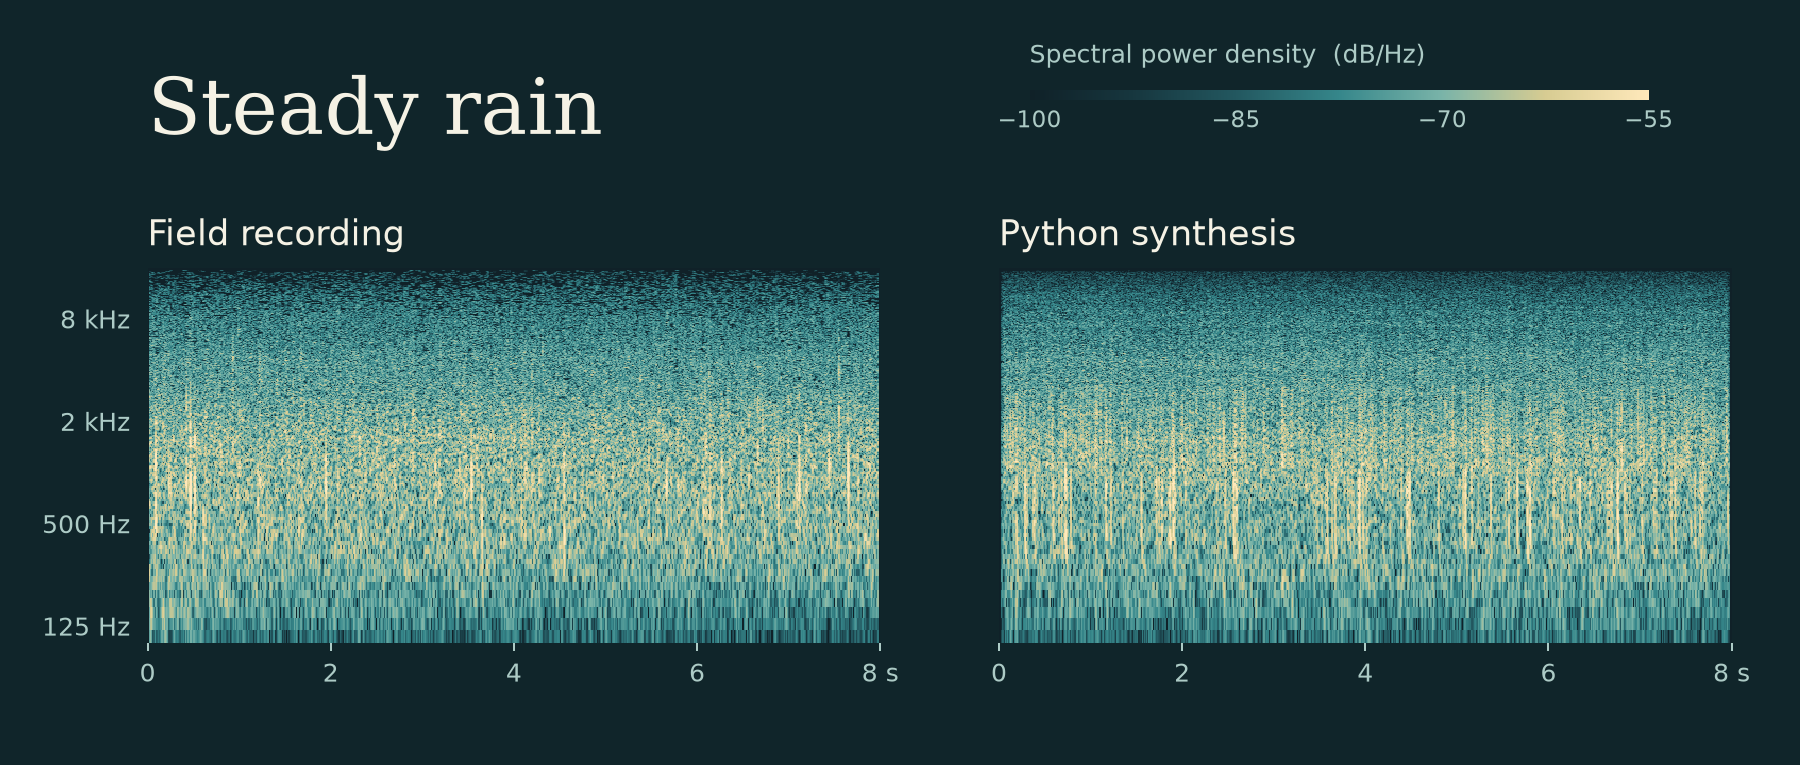 Steady rain
Spectral power density (dB/Hz)
−100 −85 −70 −55
Field recording
Python synthesis
8 kHz
2 kHz
500 Hz
125 Hz
0 2 4 6 8 s
0 2 4 6 8 s